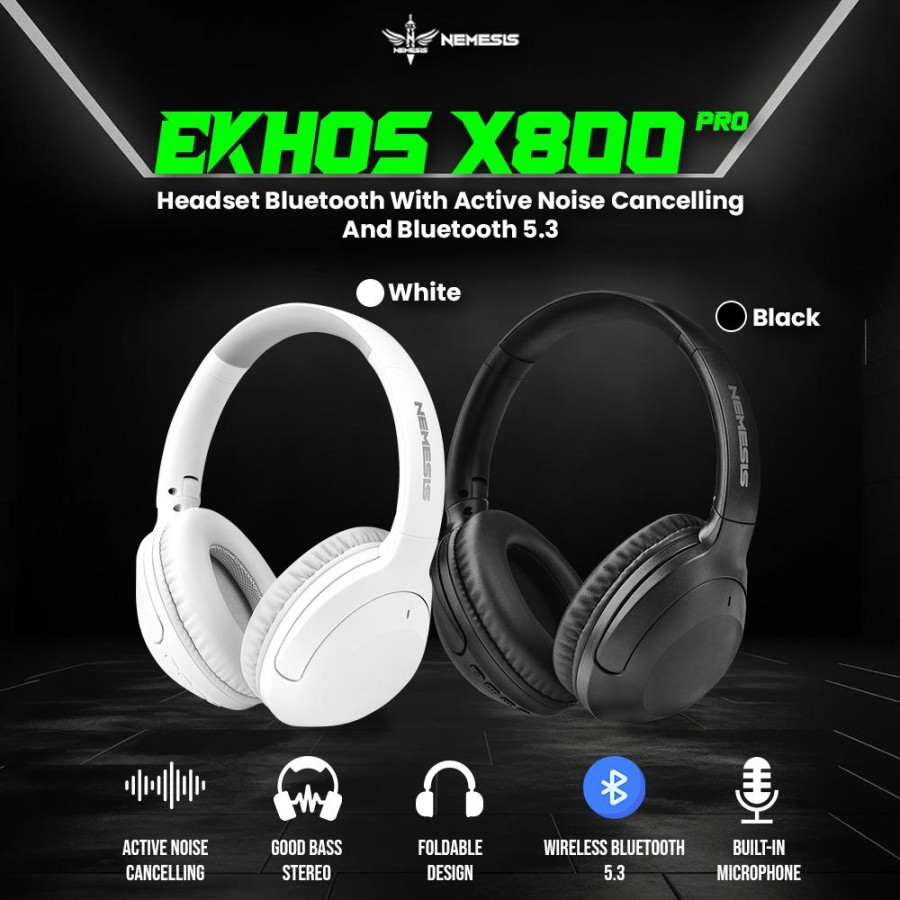 NEMESIS
NEMESIS
EKHOS X800 PRO
Headset Bluetooth With Active Noise Cancelling
And Bluetooth 5.3
White
Black
NEMESIS
NEMESIS
ACTIVE NOISE
CANCELLING
GOOD BASS
STEREO
FOLDABLE
DESIGN
WIRELESS BLUETOOTH
5.3
BUILT-IN
MICROPHONE